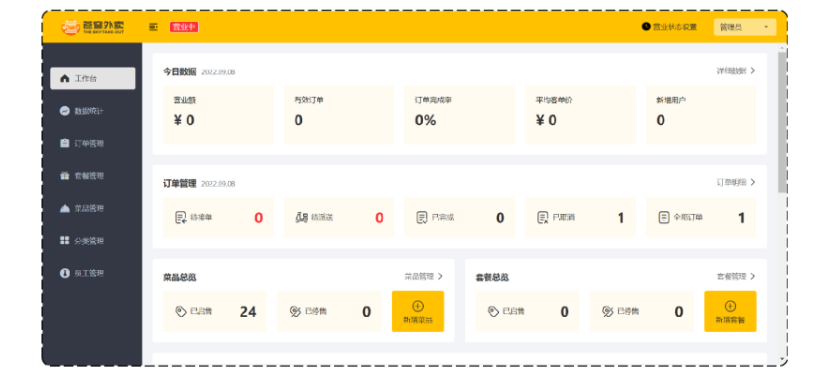 苍穹外卖
THE SKY TAKE-OUT
营业中
营业状态设置
管理员
工作台
数据统计
订单管理
套餐管理
菜品管理
分类管理
员工管理
今日数据 2022.09.08
详细数据 >
营业额
¥ 0
有效订单
0
订单完成率
0%
平均客单价
¥ 0
新增用户
0
订单管理 2022.09.08
订单明细 >
待接单 0
待派送 0
已完成 0
已取消 1
全部订单 1
菜品总览
菜品管理 >
已启售 24
已停售 0
新增菜品
套餐总览
套餐管理 >
已启售 0
已停售 0
新增套餐